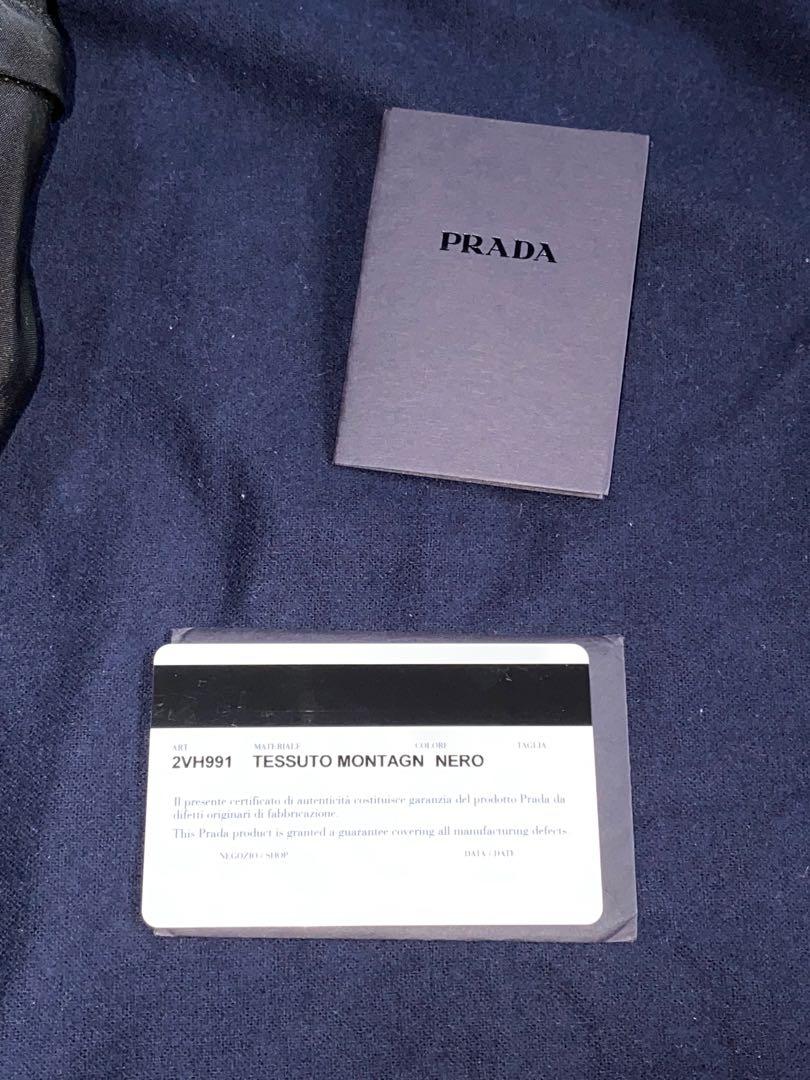 PRADA
ART MATERIALE COLORE TAGLIA
2VH991 TESSUTO MONTAGN NERO
Il presente certificato di autenticità costituisce garanzia del prodotto Prada da
difetti originari di fabbricazione.
This Prada product is granted a guarantee covering all manufacturing defects.
NEGOZIO / SHOP DATA / DATE